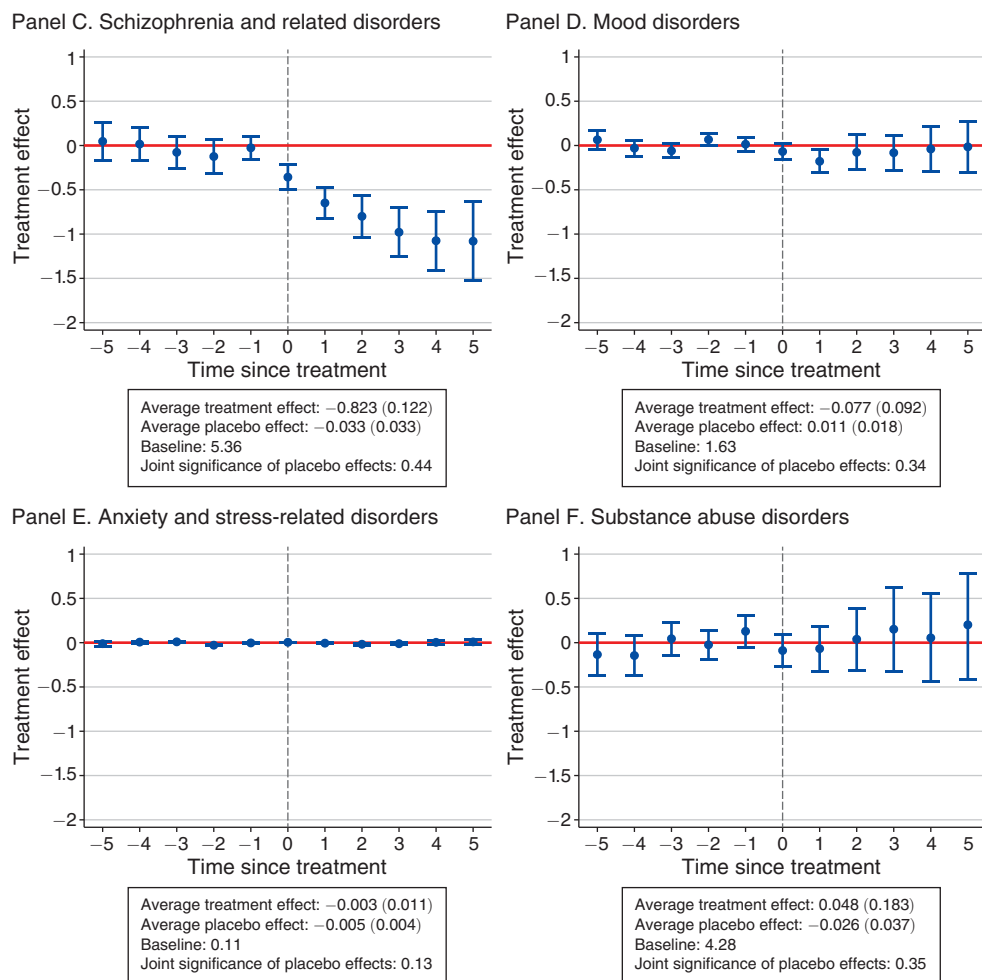 Panel C. Schizophrenia and related disorders
1
0.5
0
−0.5
−1
−1.5
−2
Treatment effect
−5 −4 −3 −2 −1 0 1 2 3 4 5
Time since treatment
Average treatment effect: −0.823 (0.122)
Average placebo effect: −0.033 (0.033)
Baseline: 5.36
Joint significance of placebo effects: 0.44
Panel D. Mood disorders
1
0.5
0
−0.5
−1
−1.5
−2
Treatment effect
−5 −4 −3 −2 −1 0 1 2 3 4 5
Time since treatment
Average treatment effect: −0.077 (0.092)
Average placebo effect: 0.011 (0.018)
Baseline: 1.63
Joint significance of placebo effects: 0.34
Panel E. Anxiety and stress-related disorders
1
0.5
0
−0.5
−1
−1.5
−2
Treatment effect
−5 −4 −3 −2 −1 0 1 2 3 4 5
Time since treatment
Average treatment effect: −0.003 (0.011)
Average placebo effect: −0.005 (0.004)
Baseline: 0.11
Joint significance of placebo effects: 0.13
Panel F. Substance abuse disorders
1
0.5
0
−0.5
−1
−1.5
−2
Treatment effect
−5 −4 −3 −2 −1 0 1 2 3 4 5
Time since treatment
Average treatment effect: 0.048 (0.183)
Average placebo effect: −0.026 (0.037)
Baseline: 4.28
Joint significance of placebo effects: 0.35